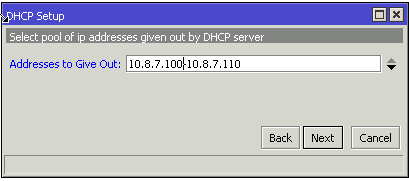 DHCP Setup
Select pool of ip addresses given out by DHCP server
Addresses to Give Out: 10.8.7.100-10.8.7.110
Back Next Cancel